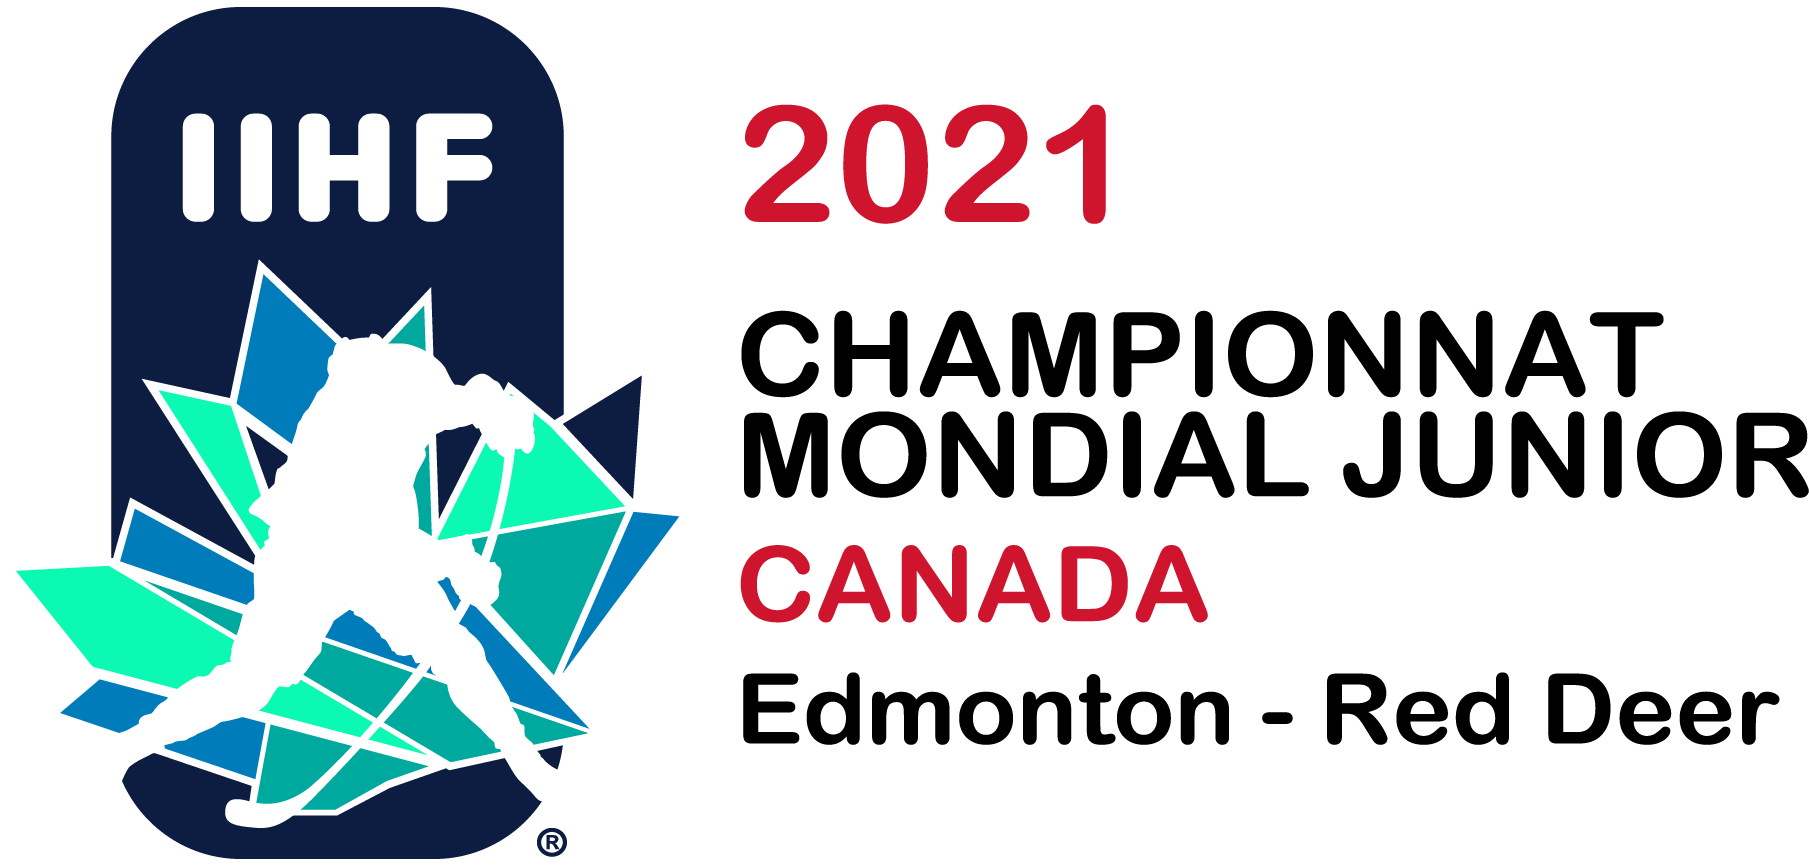 IIHF
2021
CHAMPIONNAT
MONDIAL JUNIOR
CANADA
Edmonton - Red Deer
®